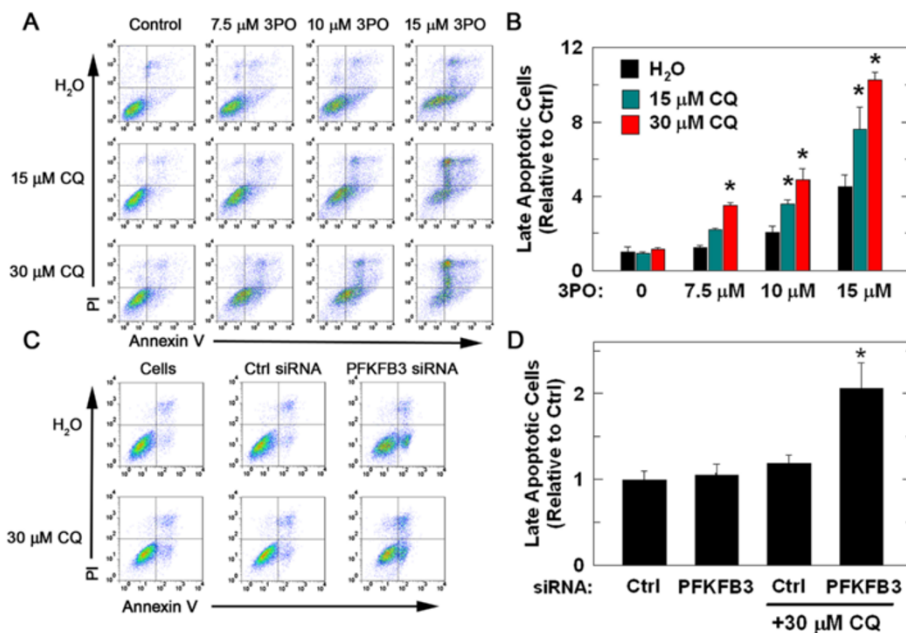 A
Control
7.5 μM 3PO
10 μM 3PO
15 μM 3PO
H₂O
15 μM CQ
30 μM CQ
PI
Annexin V
B
Late Apoptotic Cells
(Relative to Ctrl)
12
8
4
0
H₂O
15 μM CQ
30 μM CQ
*
*
*
*
*
3PO:
0
7.5 μM
10 μM
15 μM
C
Cells
Ctrl siRNA
PFKFB3 siRNA
H₂O
30 μM CQ
PI
Annexin V
D
Late Apoptotic Cells
(Relative to Ctrl)
2
1
0
*
siRNA:
Ctrl
PFKFB3
Ctrl
PFKFB3
+30 μM CQ